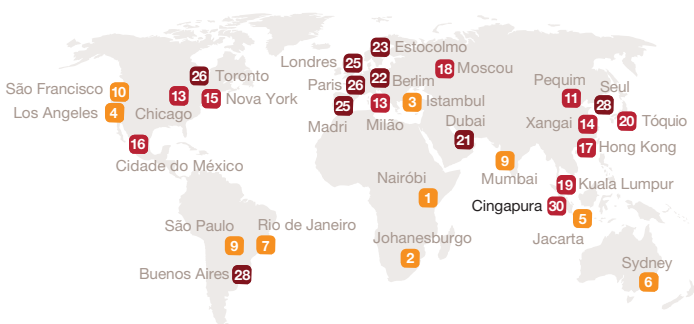 23 Estocolmo
Londres 25
26 Toronto
22 Berlim
18 Moscou
Paris 26
São Francisco 10
13
15 Nova York
Chicago
Los Angeles 4
25
Madri
13
Milão
3 Istambul
Pequim
11
Seul
28
Dubai
21
Xangai 14
20 Tóquio
16
Cidade do México
17 Hong Kong
9
Mumbai
Nairóbi
1
19 Kuala Lumpur
Cingapura 30
5
Jacarta
São Paulo
9
Rio de Janeiro
7
Johanesburgo
2
Buenos Aires 28
Sydney
6